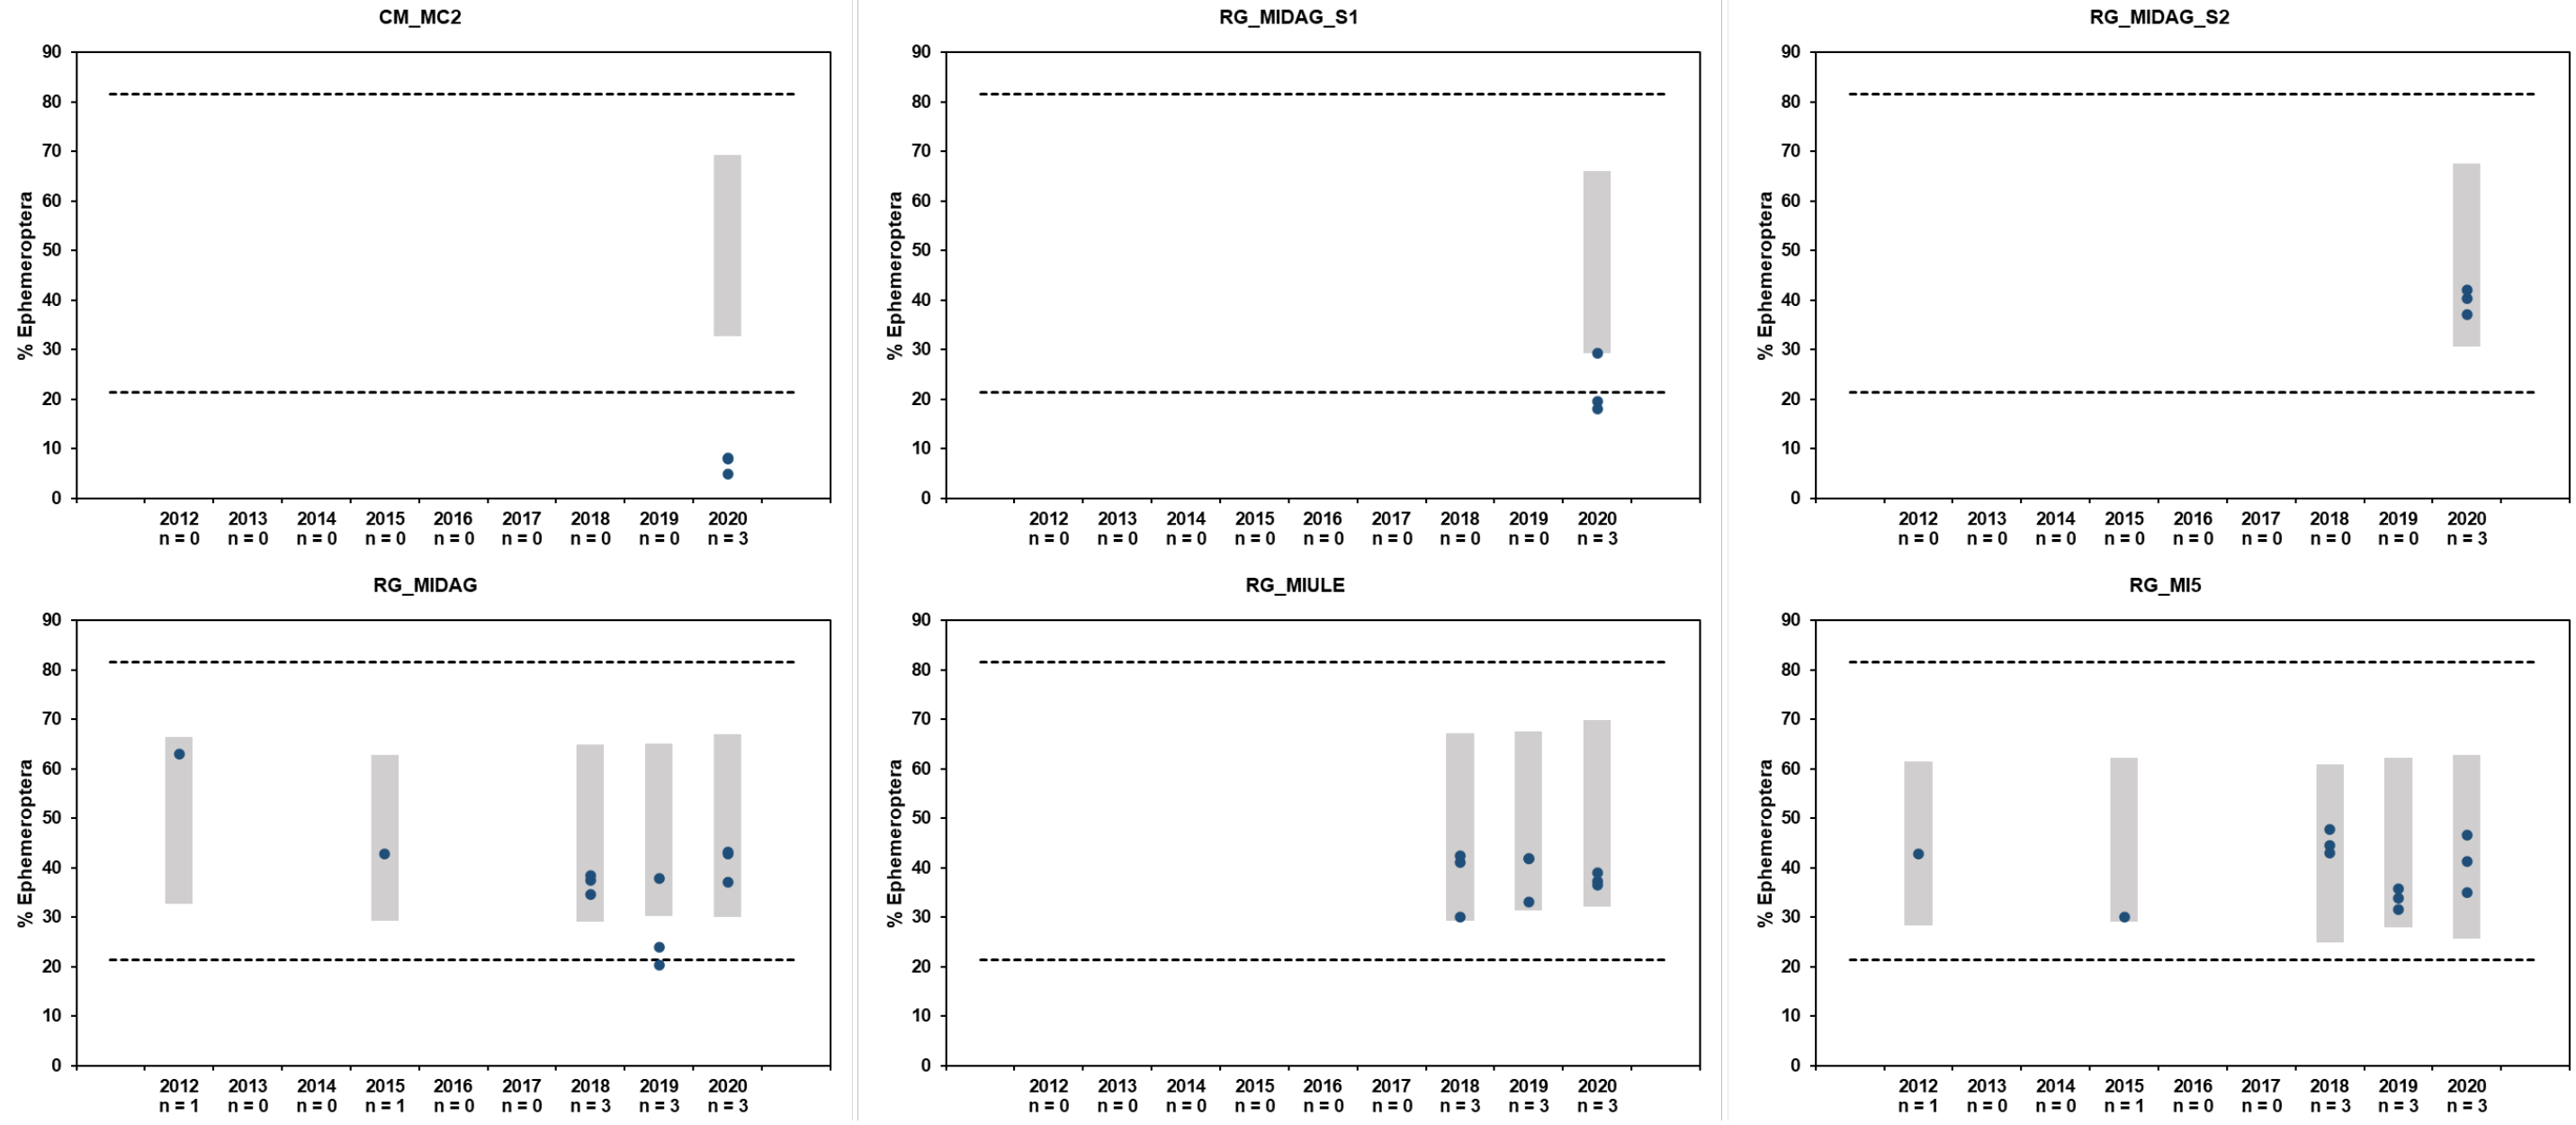 CM_MC2
% Ephemeroptera
90
80
70
60
50
40
30
20
10
0
2012 2013 2014 2015 2016 2017 2018 2019 2020
n = 0 n = 0 n = 0 n = 0 n = 0 n = 0 n = 0 n = 0 n = 3
RG_MIDAG_S1
% Ephemeroptera
90
80
70
60
50
40
30
20
10
0
2012 2013 2014 2015 2016 2017 2018 2019 2020
n = 0 n = 0 n = 0 n = 0 n = 0 n = 0 n = 0 n = 0 n = 3
RG_MIDAG_S2
% Ephemeroptera
90
80
70
60
50
40
30
20
10
0
2012 2013 2014 2015 2016 2017 2018 2019 2020
n = 0 n = 0 n = 0 n = 0 n = 0 n = 0 n = 0 n = 0 n = 3
RG_MIDAG
% Ephemeroptera
90
80
70
60
50
40
30
20
10
0
2012 2013 2014 2015 2016 2017 2018 2019 2020
n = 1 n = 0 n = 0 n = 1 n = 0 n = 0 n = 3 n = 3 n = 3
RG_MIULE
% Ephemeroptera
90
80
70
60
50
40
30
20
10
0
2012 2013 2014 2015 2016 2017 2018 2019 2020
n = 0 n = 0 n = 0 n = 0 n = 0 n = 0 n = 3 n = 3 n = 3
RG_MI5
% Ephemeroptera
90
80
70
60
50
40
30
20
10
0
2012 2013 2014 2015 2016 2017 2018 2019 2020
n = 1 n = 0 n = 0 n = 1 n = 0 n = 0 n = 3 n = 3 n = 3